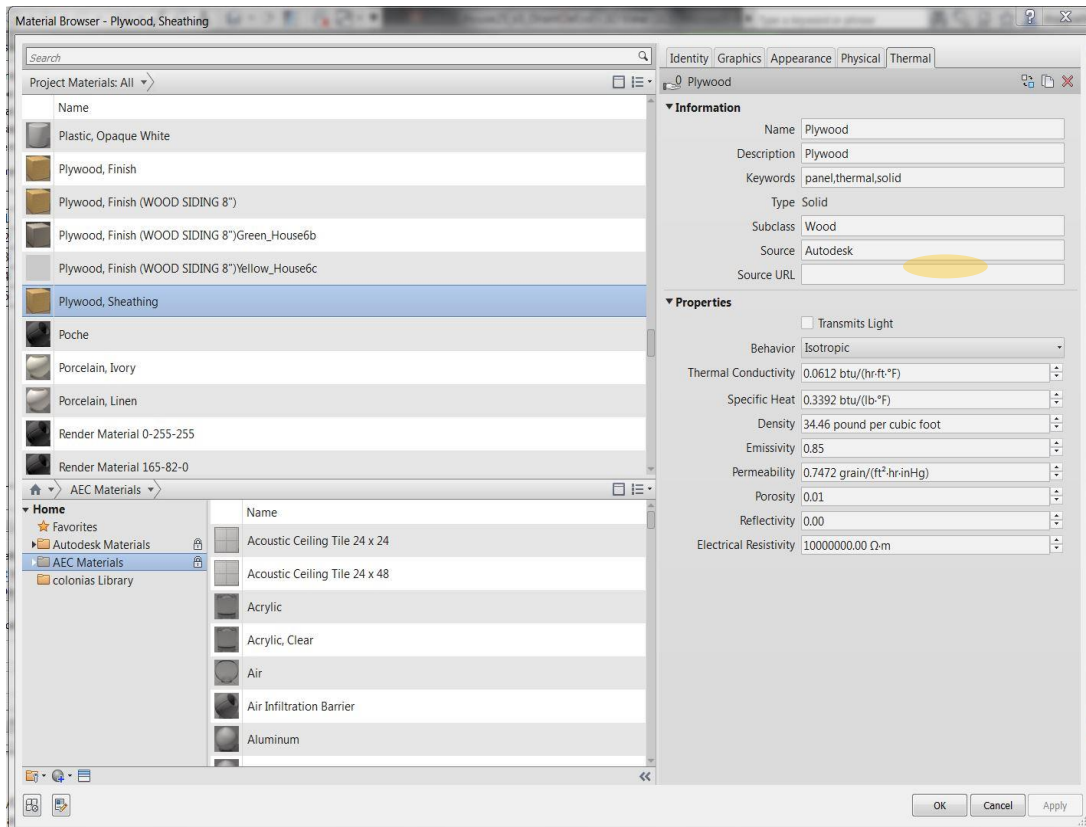 Material Browser - Plywood, Sheathing
Search
Project Materials: All
Name
Plastic, Opaque White
Plywood, Finish
Plywood, Finish (WOOD SIDING 8")
Plywood, Finish (WOOD SIDING 8")Green_House6b
Plywood, Finish (WOOD SIDING 8")Yellow_House6c
Plywood, Sheathing
Poche
Porcelain, Ivory
Porcelain, Linen
Render Material 0-255-255
Render Material 165-82-0
AEC Materials
Home
Favorites
Autodesk Materials
AEC Materials
colonias Library
Name
Acoustic Ceiling Tile 24 x 24
Acoustic Ceiling Tile 24 x 48
Acrylic
Acrylic, Clear
Air
Air Infiltration Barrier
Aluminum
Identity Graphics Appearance Physical Thermal
0 Plywood
Information
Name Plywood
Description Plywood
Keywords panel,thermal,solid
Type Solid
Subclass Wood
Source Autodesk
Source URL
Properties
Transmits Light
Behavior Isotropic
Thermal Conductivity 0.0612 btu/(hr·ft·°F)
Specific Heat 0.3392 btu/(lb·°F)
Density 34.46 pound per cubic foot
Emissivity 0.85
Permeability 0.7472 grain/(ft²·hr·inHg)
Porosity 0.01
Reflectivity 0.00
Electrical Resistivity 10000000.00 Ω·m
OK Cancel Apply